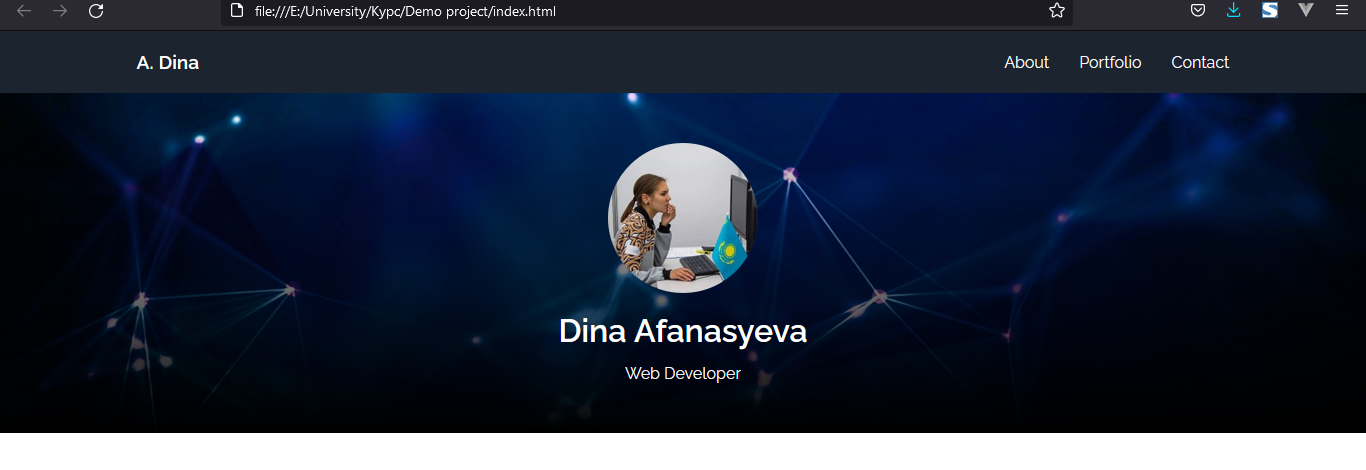 file:///E:/University/Курс/Demo project/index.html
A. Dina
About Portfolio Contact
Dina Afanasyeva
Web Developer